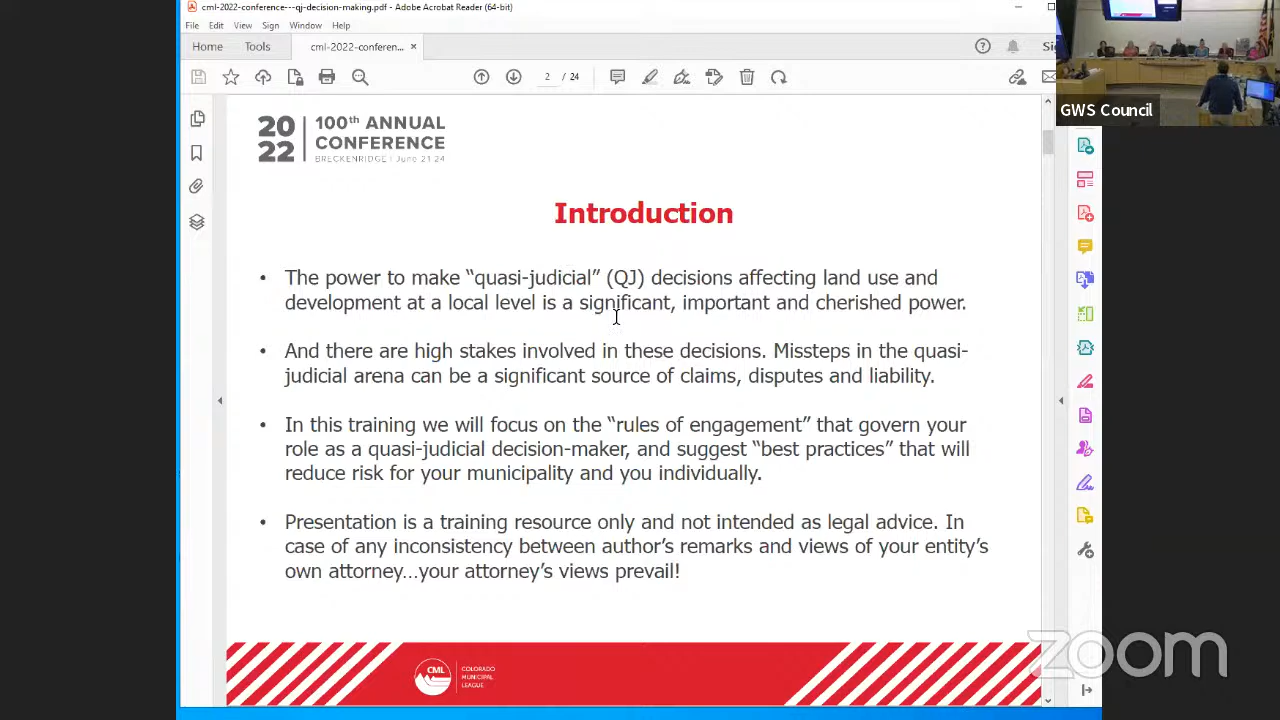 cml-2022-conference---qj-decision-making.pdf - Adobe Acrobat Reader (64-bit)
File Edit View Sign Window Help
Home Tools cml-2022-conferen... ×
2 / 24
GWS Council
2022 100th ANNUAL CONFERENCE
BRECKENRIDGE | June 21-24
Introduction
• The power to make “quasi-judicial” (QJ) decisions affecting land use and
development at a local level is a significant, important and cherished power.
• And there are high stakes involved in these decisions. Missteps in the quasi-
judicial arena can be a significant source of claims, disputes and liability.
• In this training we will focus on the “rules of engagement” that govern your
role as a quasi-judicial decision-maker, and suggest “best practices” that will
reduce risk for your municipality and you individually.
• Presentation is a training resource only and not intended as legal advice. In
case of any inconsistency between author’s remarks and views of your entity’s
own attorney…your attorney’s views prevail!
CML
COLORADO
MUNICIPAL
LEAGUE
zoom